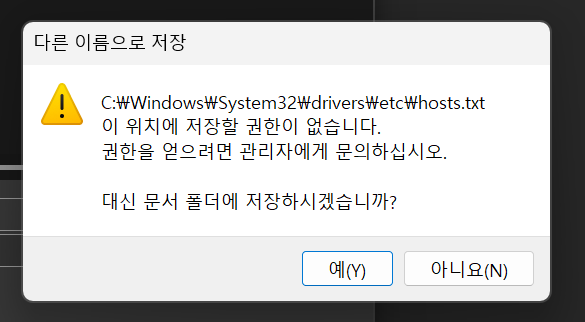 다른 이름으로 저장
C:₩Windows₩System32₩drivers₩etc₩hosts.txt
이 위치에 저장할 권한이 없습니다.
권한을 얻으려면 관리자에게 문의하십시오.
대신 문서 폴더에 저장하시겠습니까?
예(Y)
아니요(N)